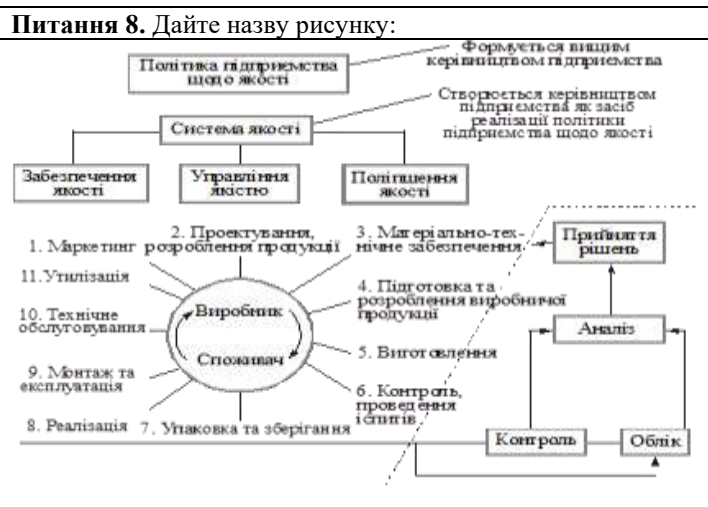 Питання 8. Дайте назву рисунку:
Політика підприємства
щодо якості
Формується вищим
керівництвом підприємства
Система якості
Створюється керівництвом
підприємства як засіб
реалізації політики
підприємства щодо якості
Забезпечення
якості
Управління
якістю
Поліпшення
якості
1. Маркетинг
2. Проектування,
розроблення продукції
3. Матеріально-тех-
нічне забезпечення
4. Підготовка та
розроблення виробничої
продукції
5. Виготовлення
6. Контроль,
проведення
іспитів
7. Упаковка та зберігання
8. Реалізація
9. Монтаж та
експлуатація
10. Технічне
обслуговування
11.Утилізація
Виробник
Споживач
Прийняття
рішень
Аналіз
Контроль
Облік